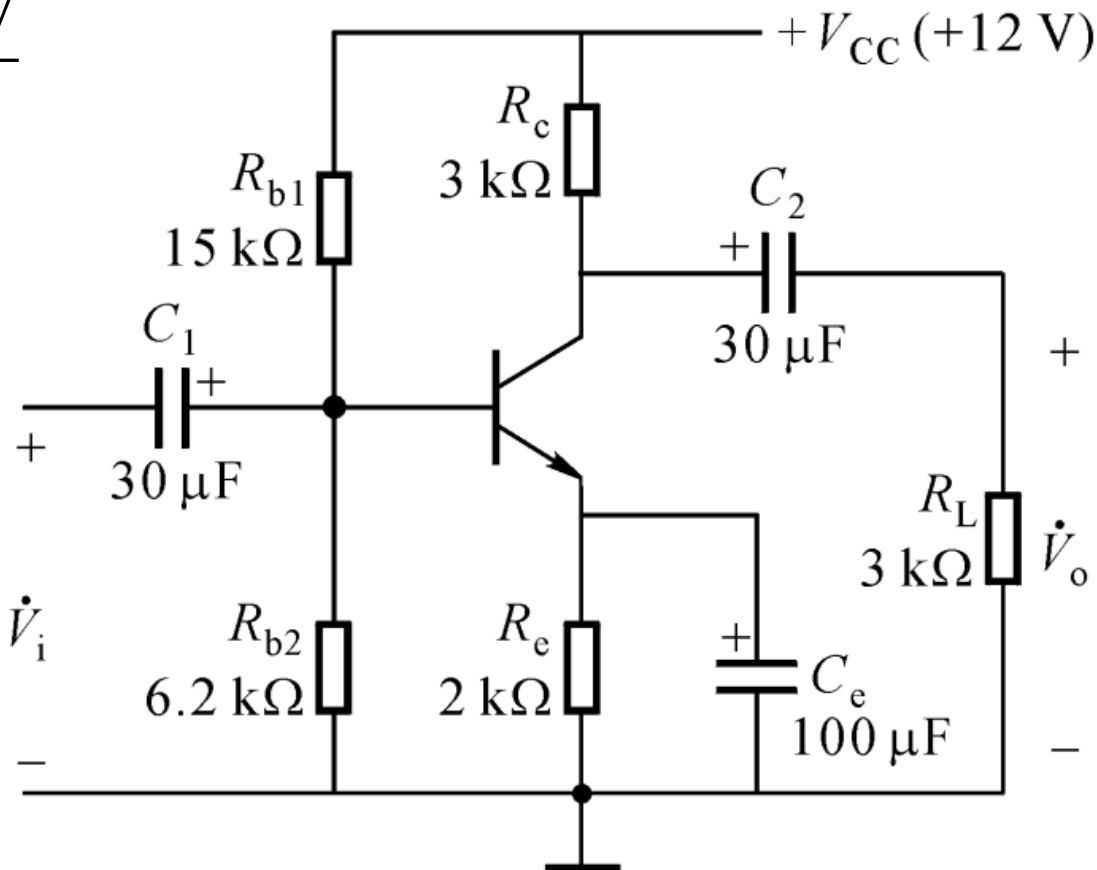 +V_CC (+12 V)
R_c
3 kΩ
R_b1
15 kΩ
C_2
+
30 μF
C_1
+
30 μF
+
+
R_L
3 kΩ
V̇_o
V̇_i
R_b2
6.2 kΩ
R_e
2 kΩ
+
C_e
100 μF
−
−